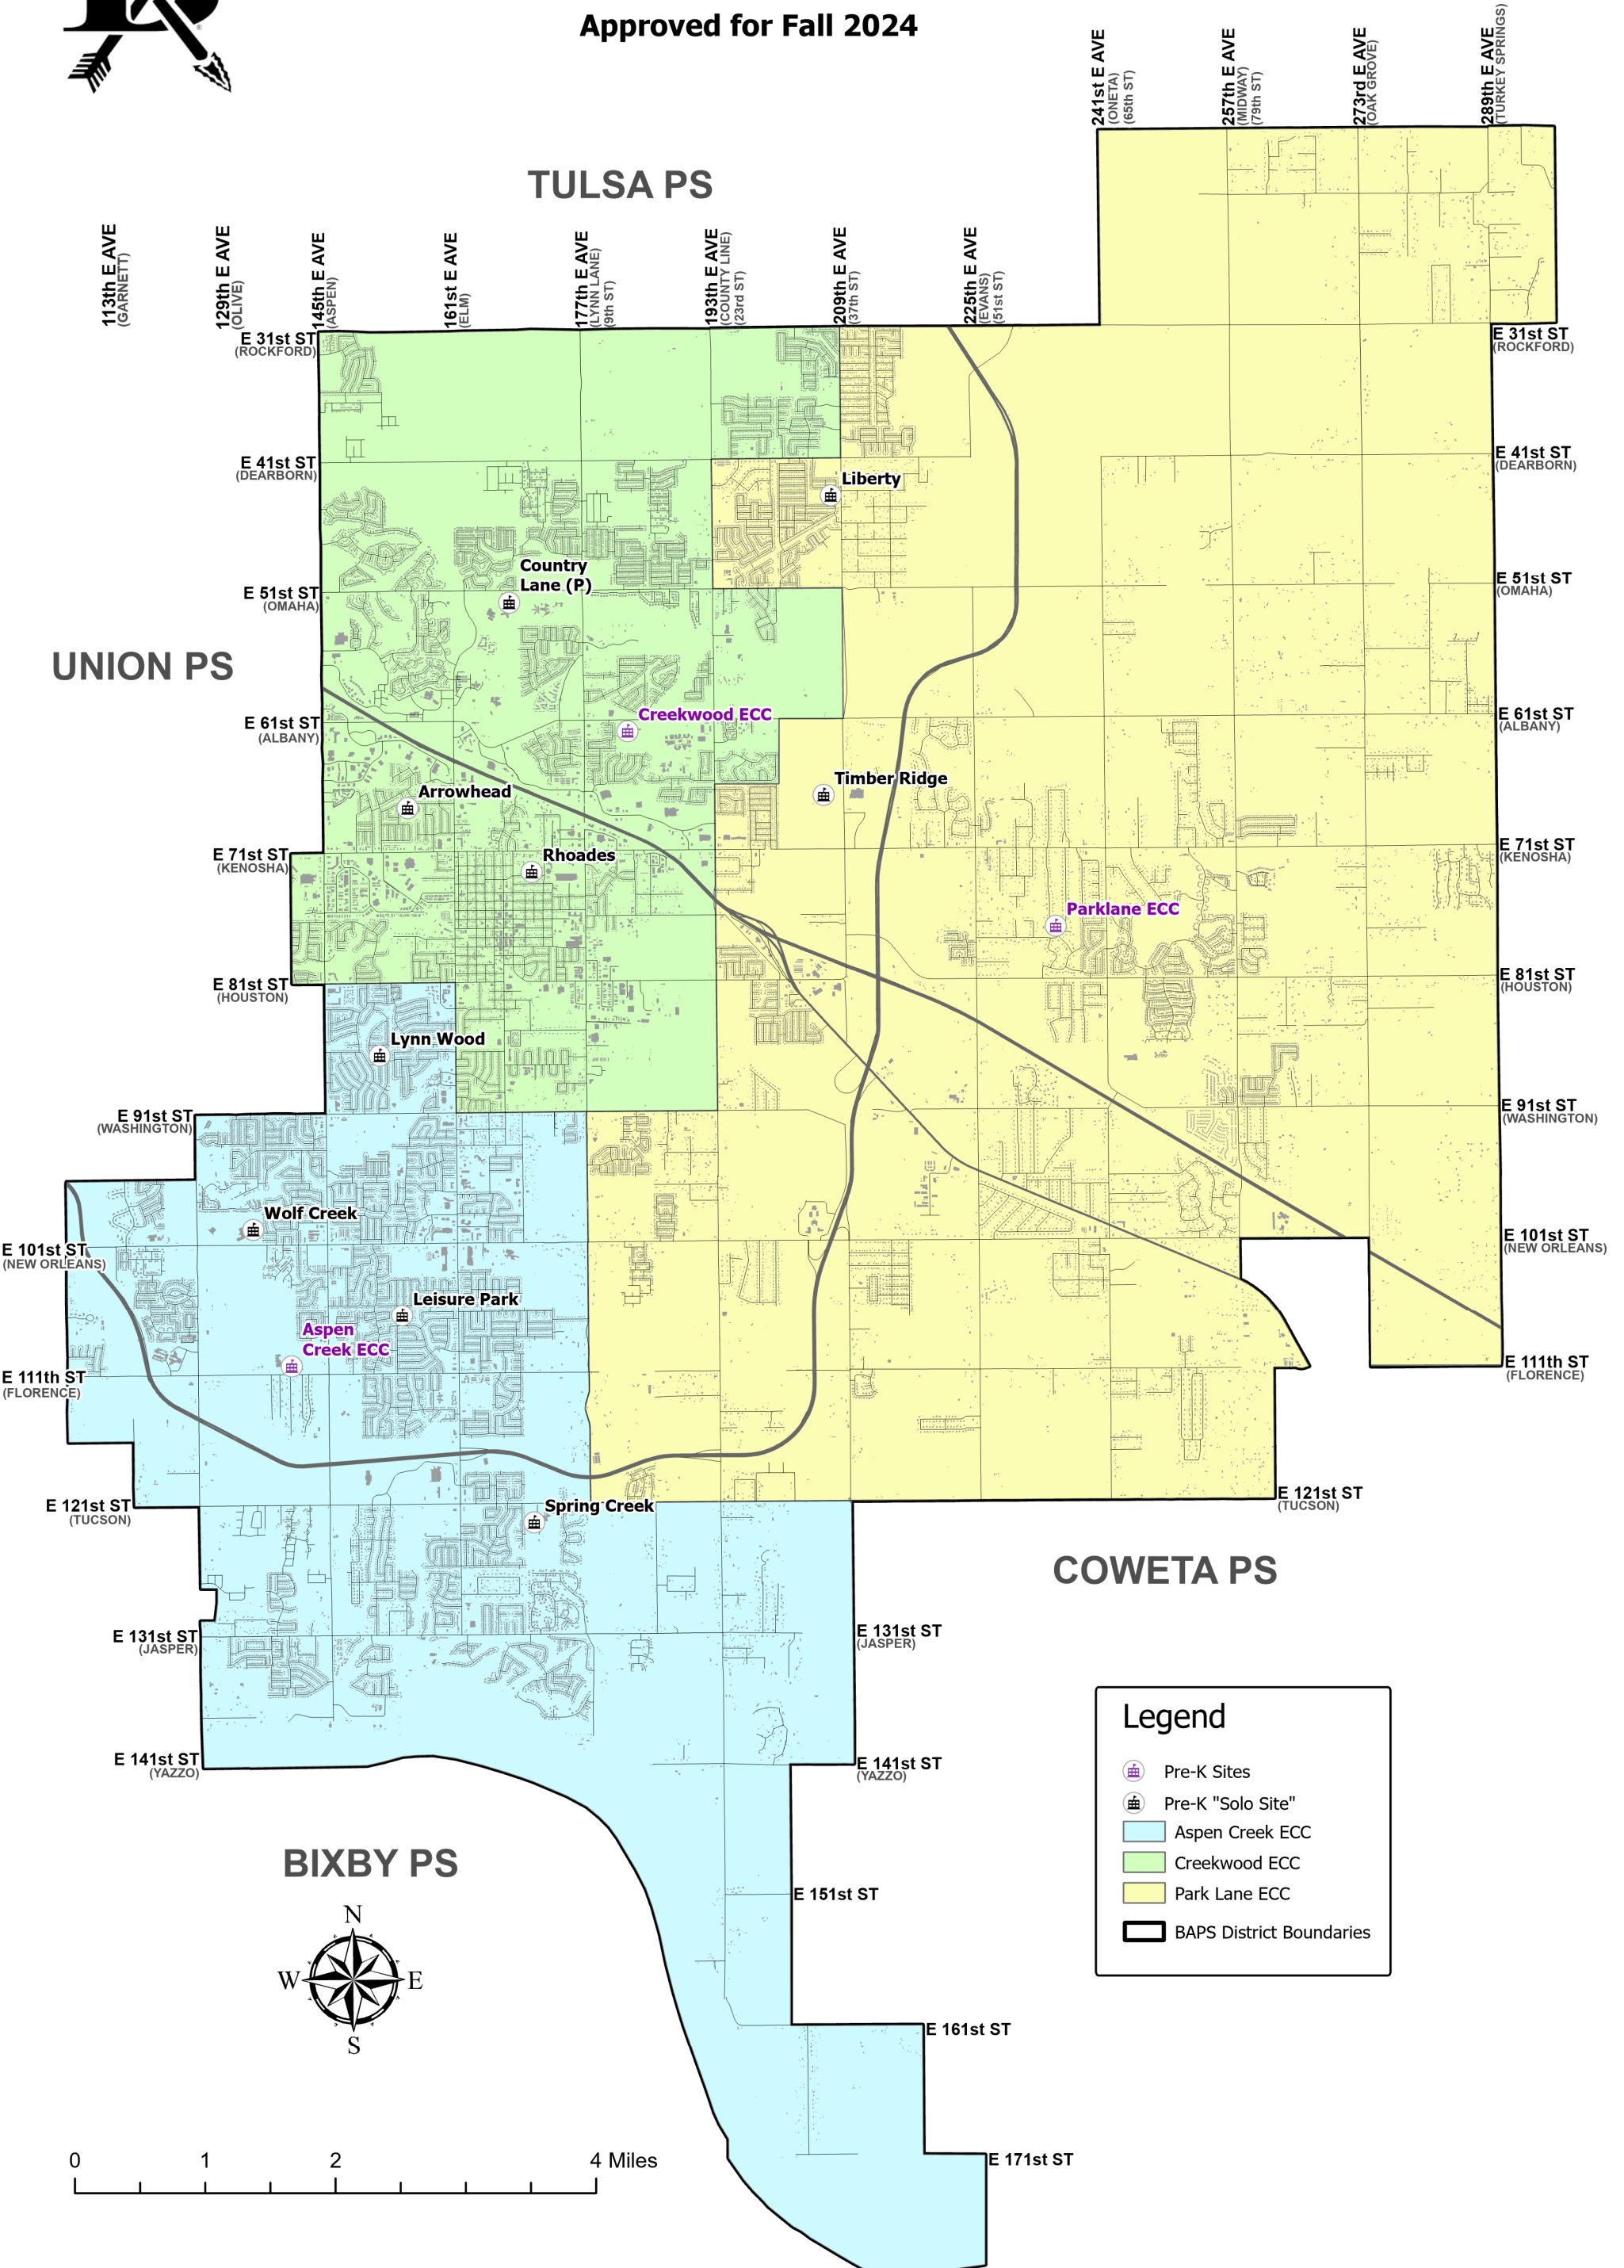 Approved for Fall 2024
241st E AVE
(ONETA)
(65th ST)
257th E AVE
(MIDWAY)
(79th ST)
273rd E AVE
(OAK GROVE)
289th E AVE
(TURKEY SPRINGS)
TULSA PS
113th E AVE
(GARNETT)
129th E AVE
(OLIVE)
145th E AVE
(ASPEN)
161st E AVE
(ELM)
177th E AVE
(LYNN LANE)
(9th ST)
193th E AVE
(COUNTY LINE)
(23rd ST)
209th E AVE
(37th ST)
225th E AVE
(EVANS)
(51st ST)
E 31st ST
(ROCKFORD)
E 31st ST
(ROCKFORD)
E 41st ST
(DEARBORN)
E 41st ST
(DEARBORN)
Liberty
Country
Lane (P)
E 51st ST
(OMAHA)
E 51st ST
(OMAHA)
UNION PS
Creekwood ECC
E 61st ST
(ALBANY)
E 61st ST
(ALBANY)
Timber Ridge
Arrowhead
E 71st ST
(KENOSHA)
Rhoades
E 71st ST
(KENOSHA)
Parklane ECC
E 81st ST
(HOUSTON)
E 81st ST
(HOUSTON)
Lynn Wood
E 91st ST
(WASHINGTON)
E 91st ST
(WASHINGTON)
Wolf Creek
E 101st ST
(NEW ORLEANS)
E 101st ST
(NEW ORLEANS)
Leisure Park
Aspen
Creek ECC
E 111th ST
(FLORENCE)
E 111th ST
(FLORENCE)
E 121st ST
(TUCSON)
Spring Creek
E 121st ST
(TUCSON)
COWETA PS
E 131st ST
(JASPER)
E 131st ST
(JASPER)
E 141st ST
(YAZZO)
E 141st ST
(YAZZO)
Legend
Pre-K Sites
Pre-K "Solo Site"
Aspen Creek ECC
Creekwood ECC
Park Lane ECC
BAPS District Boundaries
BIXBY PS
E 151st ST
N
W
E
S
E 161st ST
0 1 2 4 Miles
E 171st ST